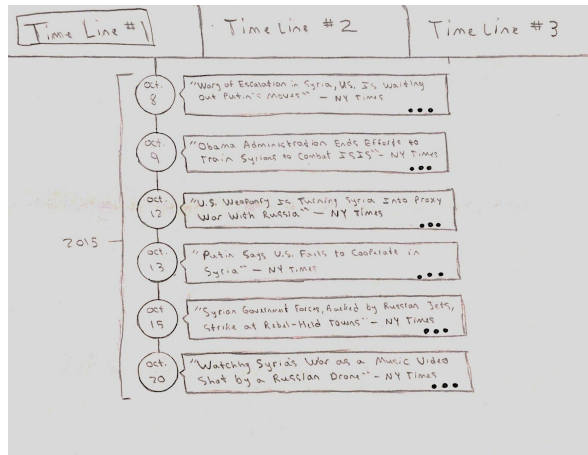 Time Line #1
Time Line #2
Time Line #3
2015
Oct. 8
"Wary of Escalation in Syria, U.S. Is Waiting
Out Putin's Moves" - NY Times
Oct. 9
"Obama Administration Ends Efforts to
Train Syrians to Combat ISIS" - NY Times
Oct. 12
"U.S. Weaponry Is Turning Syria Into Proxy
War With Russia" - NY Times
Oct. 13
"Putin Says U.S. Fails to Cooperate in
Syria" - NY Times
Oct 15
"Syrian Government Forces, Backed by Russian Jets,
Strike at Rebel-Held Towns" - NY Times
Oct. 20
"Watching Syria's War as a Music Video
Shot by a Russian Drone" - NY Times